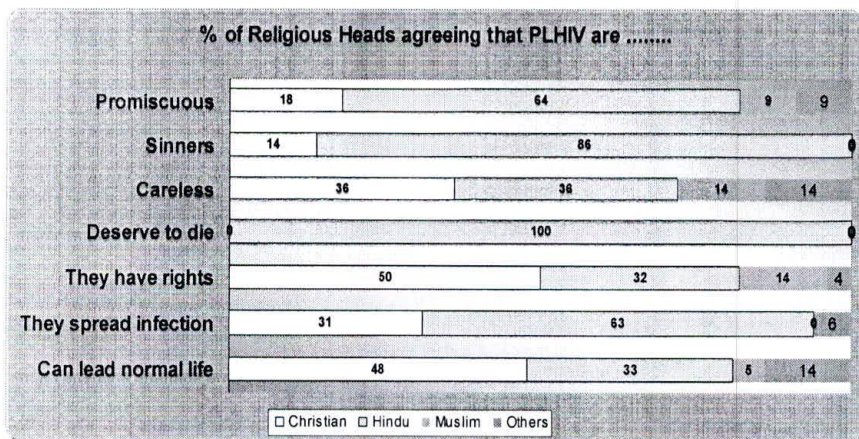 % of Religious Heads agreeing that PLHIV are ........
Promiscuous 18 64 9 9
Sinners 14 86 0
Careless 36 36 14 14
Deserve to die 0 100 0
They have rights 50 32 14 4
They spread infection 31 63 0 6
Can lead normal life 48 33 5 14
Christian Hindu Muslim Others